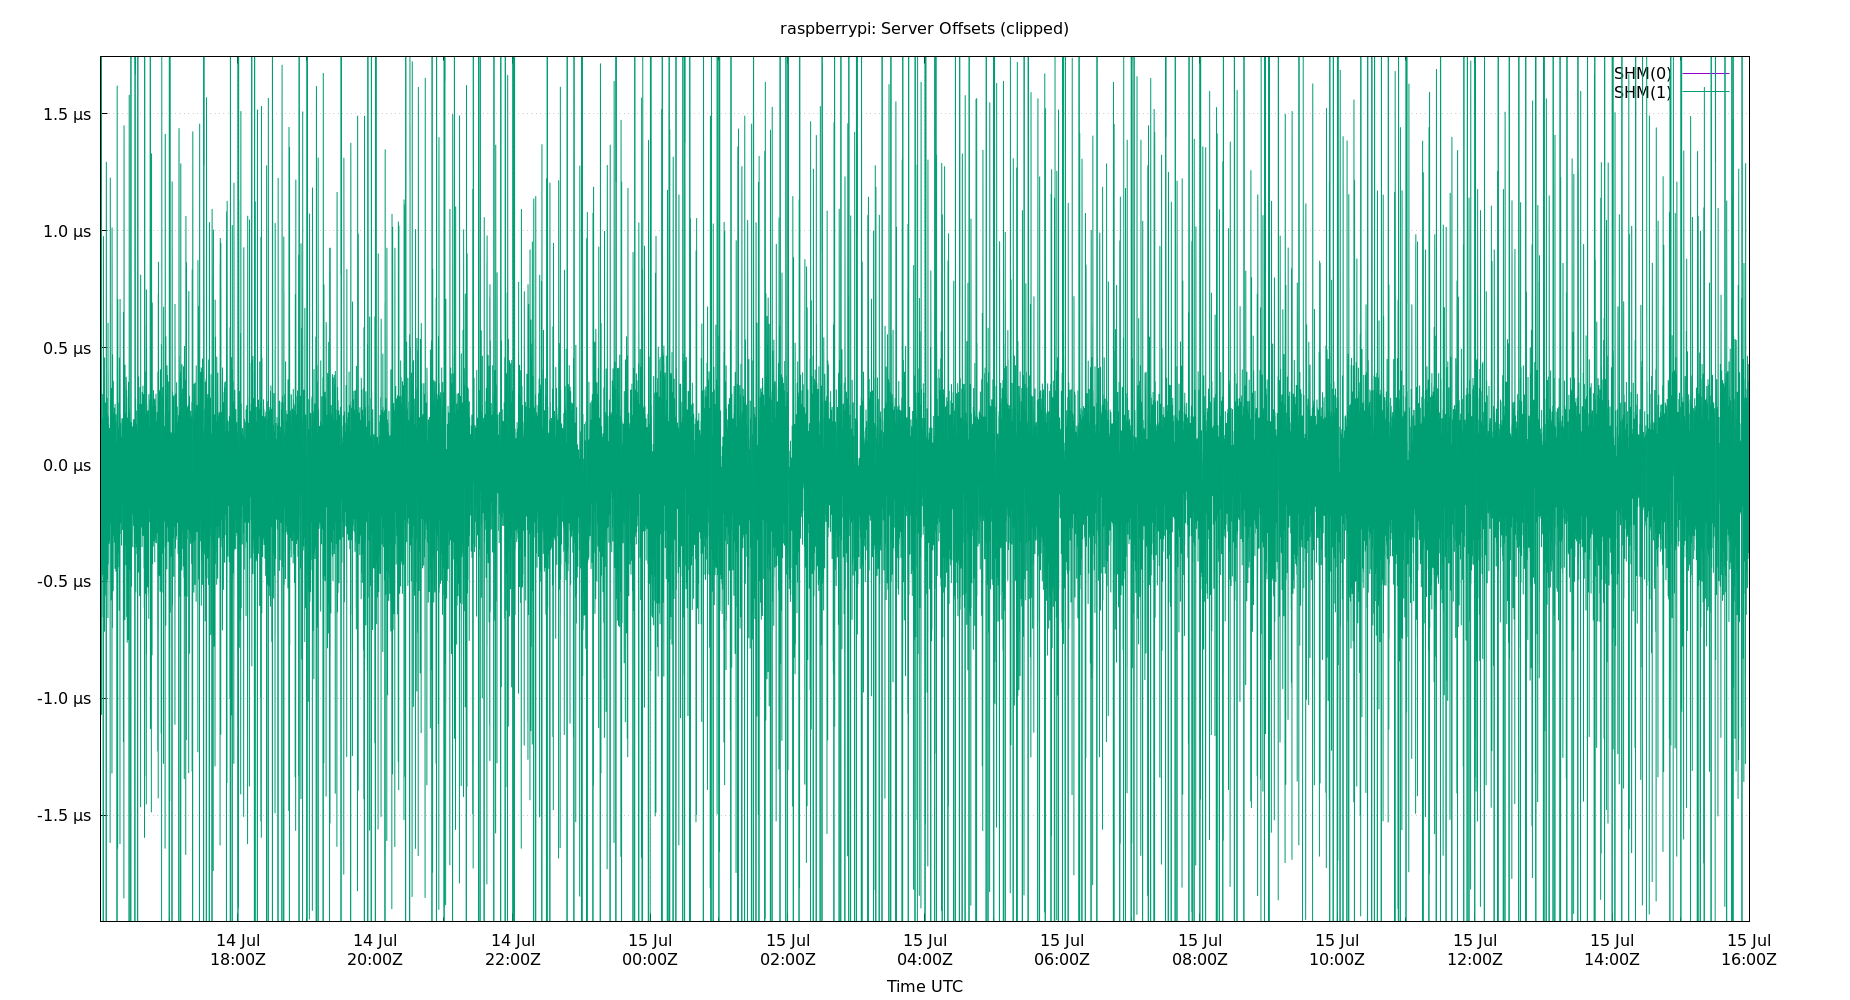 raspberrypi: Server Offsets (clipped)
SHM(0)
SHM(1)
1.5 µs
1.0 µs
0.5 µs
0.0 µs
-0.5 µs
-1.0 µs
-1.5 µs
14 Jul 14 Jul 14 Jul 15 Jul 15 Jul 15 Jul 15 Jul 15 Jul 15 Jul 15 Jul 15 Jul 15 Jul
18:00Z 20:00Z 22:00Z 00:00Z 02:00Z 04:00Z 06:00Z 08:00Z 10:00Z 12:00Z 14:00Z 16:00Z
Time UTC